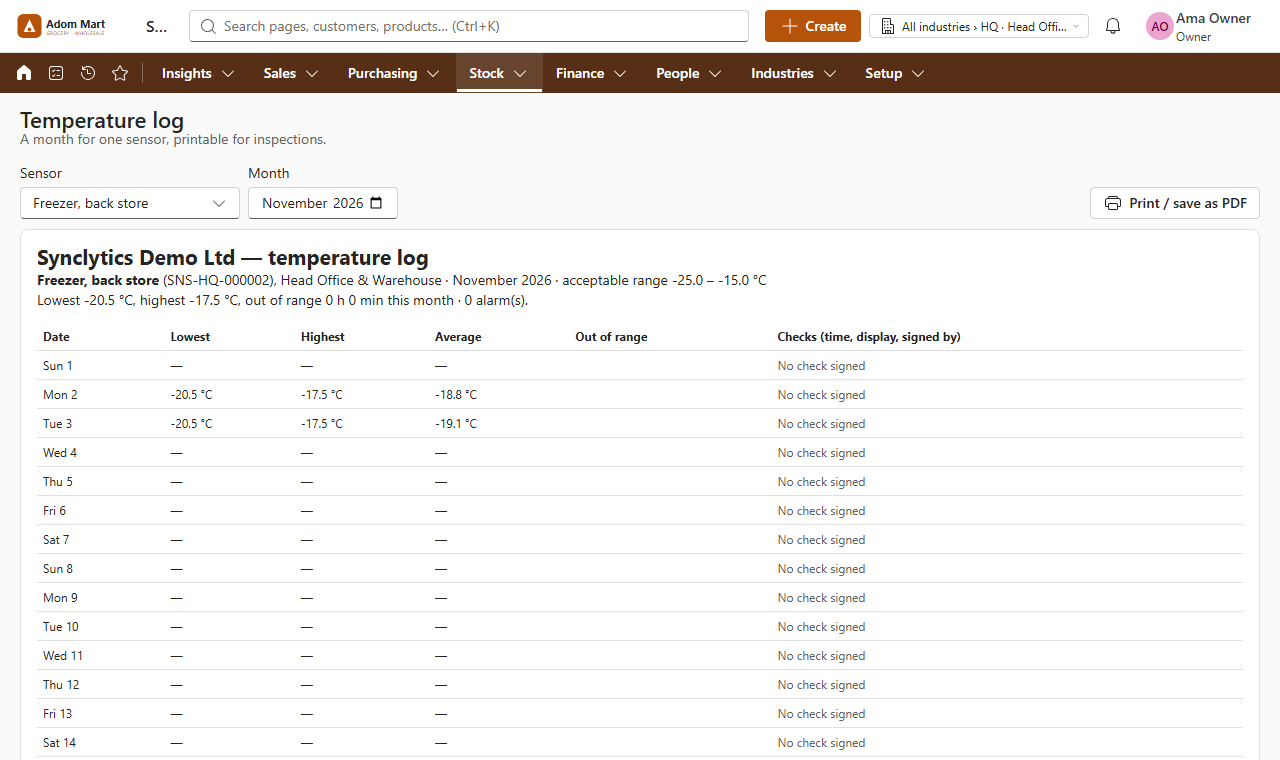 Adom Mart
GROCERY · WHOLESALE
S...
Search pages, customers, products... (Ctrl+K)
Create
All industries › HQ · Head Offi...
AO
Ama Owner
Owner
Insights
Sales
Purchasing
Stock
Finance
People
Industries
Setup
Temperature log
A month for one sensor, printable for inspections.
Sensor
Month
Freezer, back store
November 2026
Print / save as PDF
Synclytics Demo Ltd — temperature log
Freezer, back store (SNS-HQ-000002), Head Office & Warehouse · November 2026 · acceptable range -25.0 – -15.0 °C
Lowest -20.5 °C, highest -17.5 °C, out of range 0 h 0 min this month · 0 alarm(s).
Date Lowest Highest Average Out of range Checks (time, display, signed by)
Sun 1 — — — No check signed
Mon 2 -20.5 °C -17.5 °C -18.8 °C No check signed
Tue 3 -20.5 °C -17.5 °C -19.1 °C No check signed
Wed 4 — — — No check signed
Thu 5 — — — No check signed
Fri 6 — — — No check signed
Sat 7 — — — No check signed
Sun 8 — — — No check signed
Mon 9 — — — No check signed
Tue 10 — — — No check signed
Wed 11 — — — No check signed
Thu 12 — — — No check signed
Fri 13 — — — No check signed
Sat 14 — — — No check signed